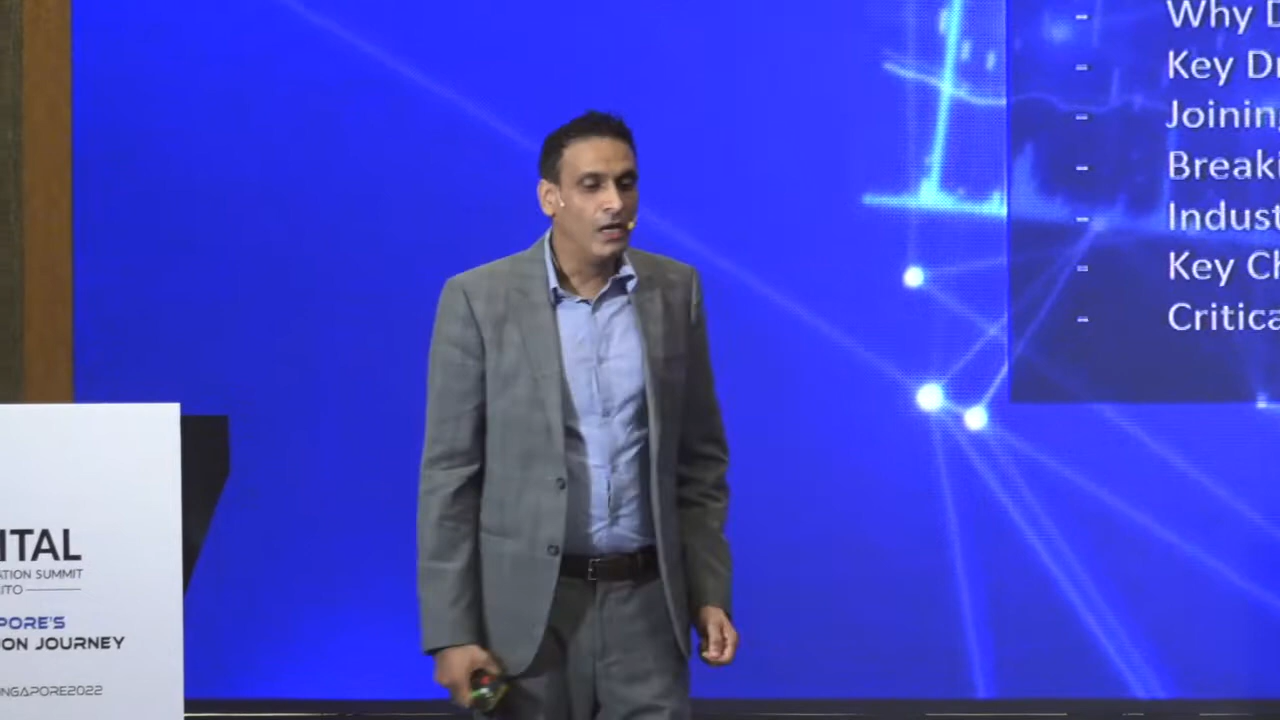 ITAL
ATION SUMMIT
ITO
PORE'S
ON JOURNEY
NGAPORE2022
- Why D
- Key Dr
- Joinin
- Breaki
- Indust
- Key Ch
- Critica